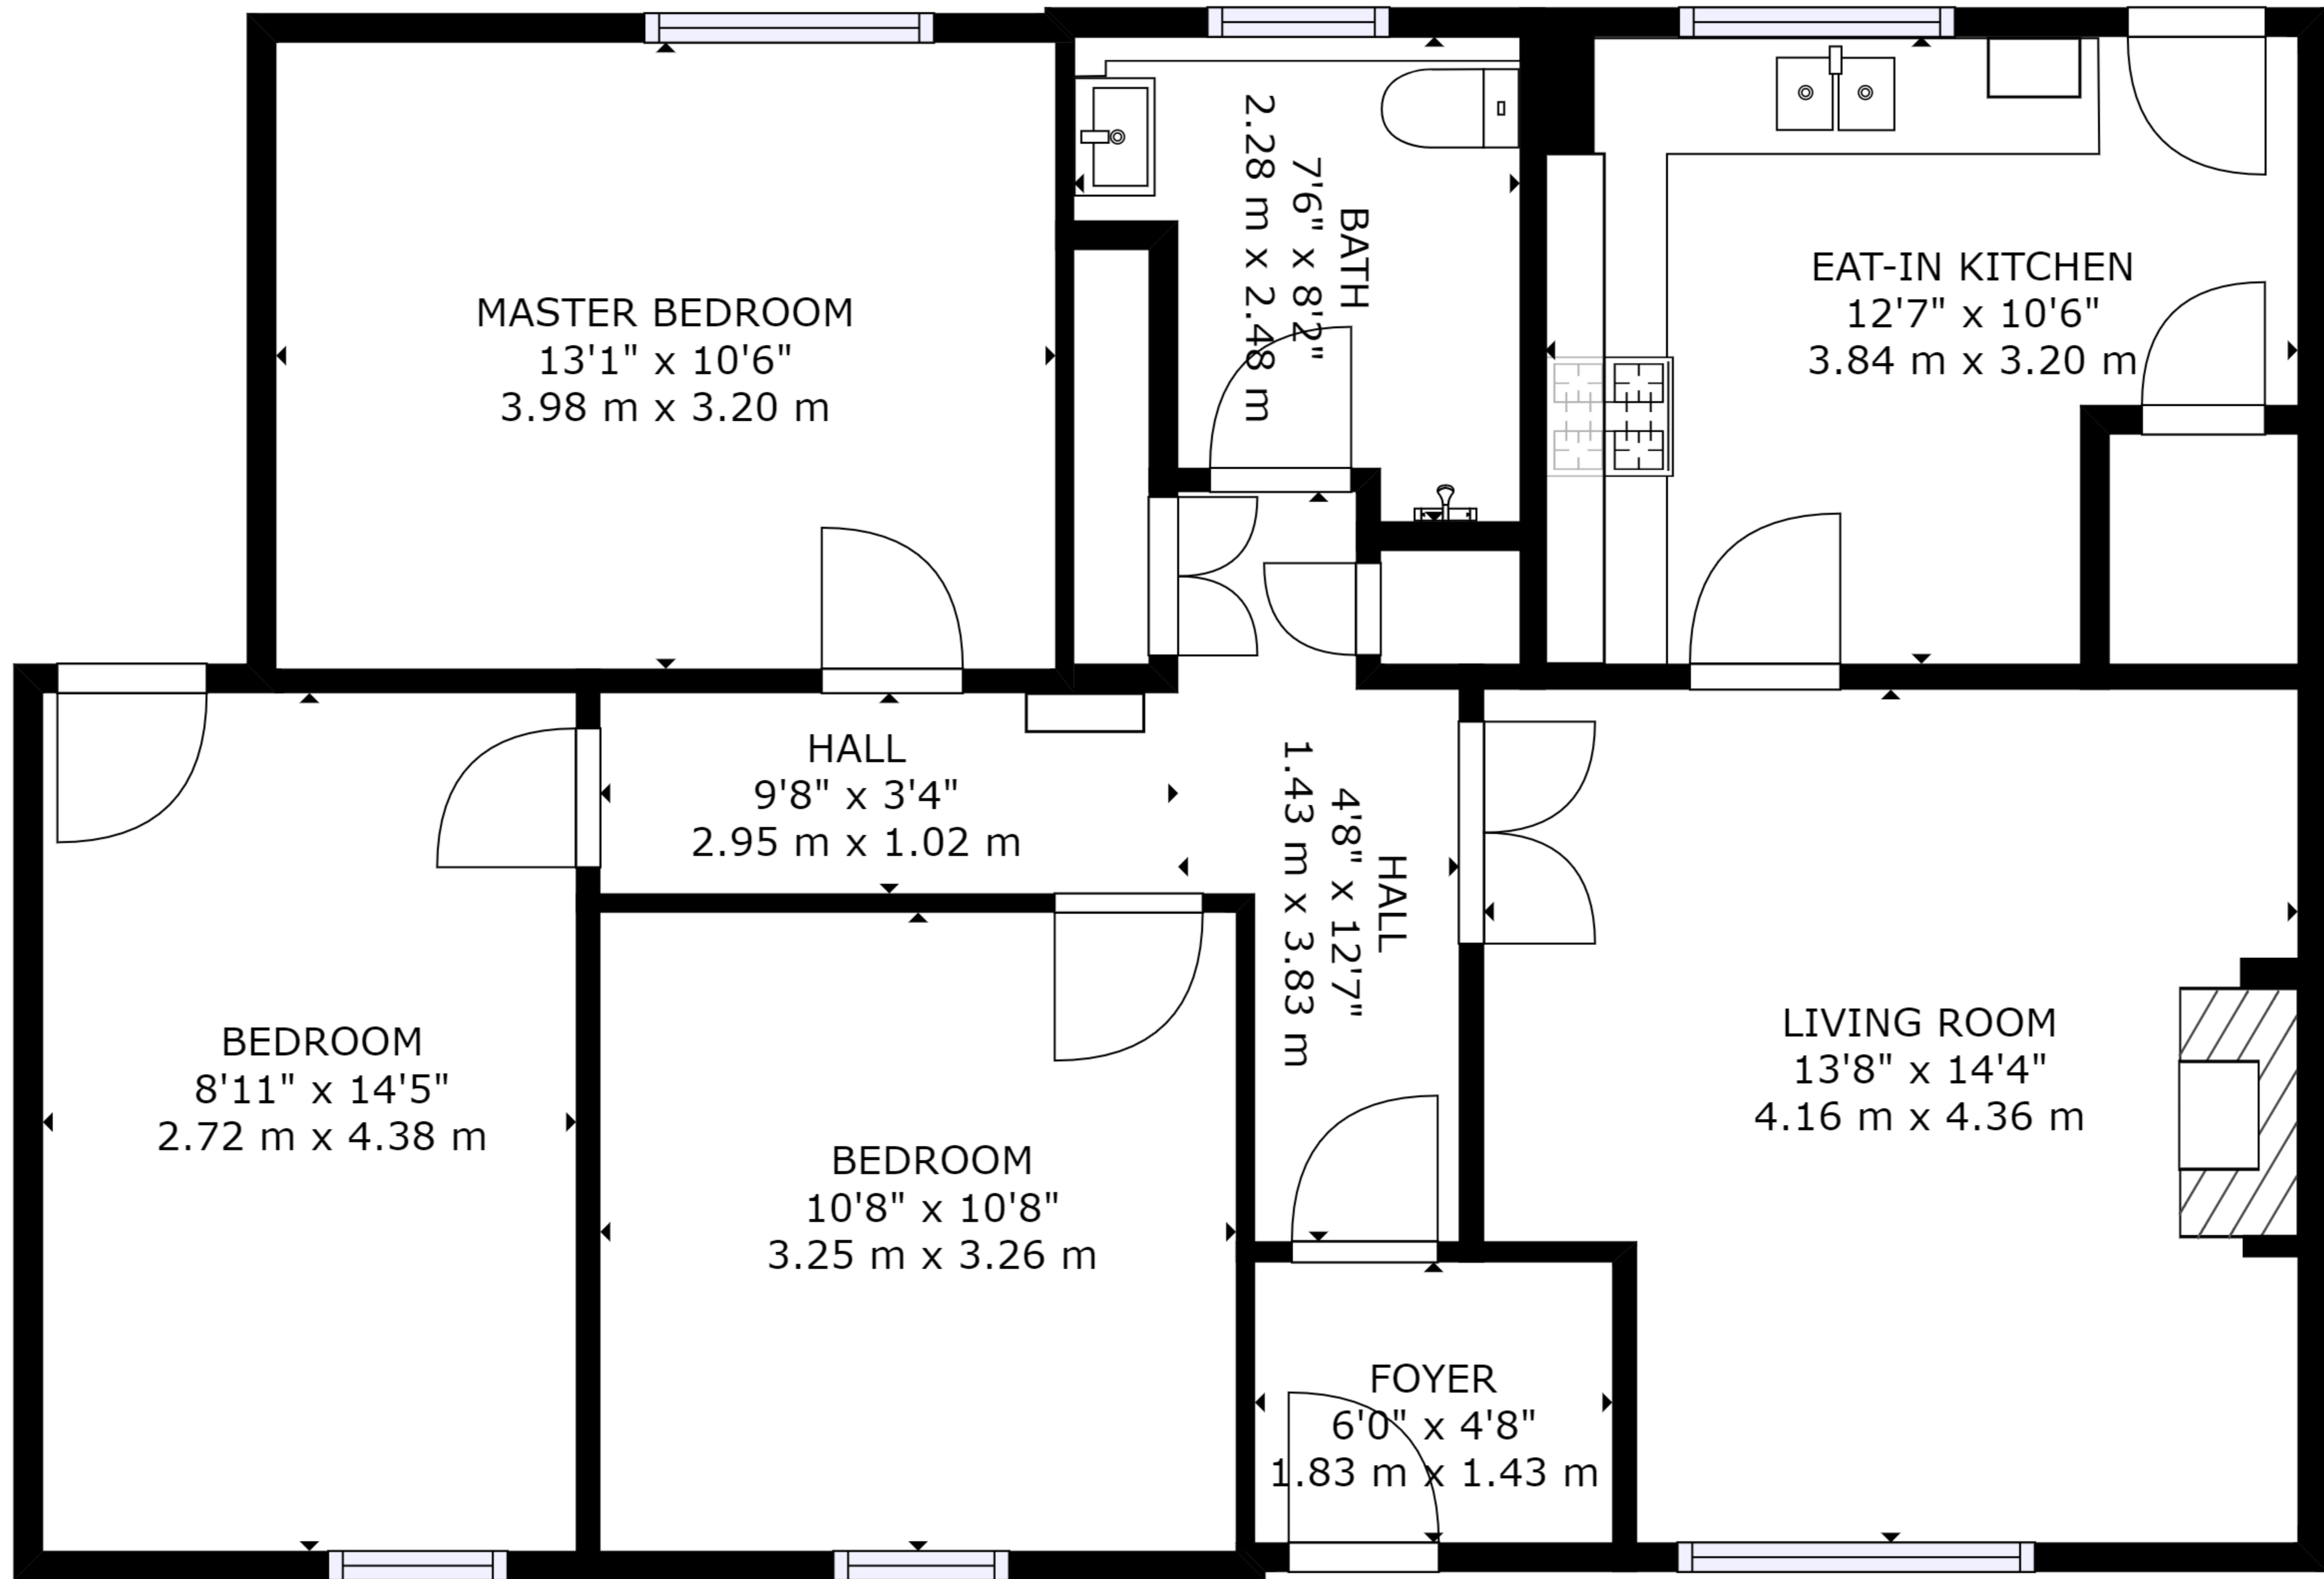 MASTER BEDROOM
13'1" x 10'6"
3.98 m x 3.20 m
BATH
7'6" x 8'2"
2.28 m x 2.48 m
EAT-IN KITCHEN
12'7" x 10'6"
3.84 m x 3.20 m
HALL
9'8" x 3'4"
2.95 m x 1.02 m
HALL
4'8" x 12'7"
1.43 m x 3.83 m
BEDROOM
8'11" x 14'5"
2.72 m x 4.38 m
BEDROOM
10'8" x 10'8"
3.25 m x 3.26 m
LIVING ROOM
13'8" x 14'4"
4.16 m x 4.36 m
FOYER
6'0" x 4'8"
1.83 m x 1.43 m